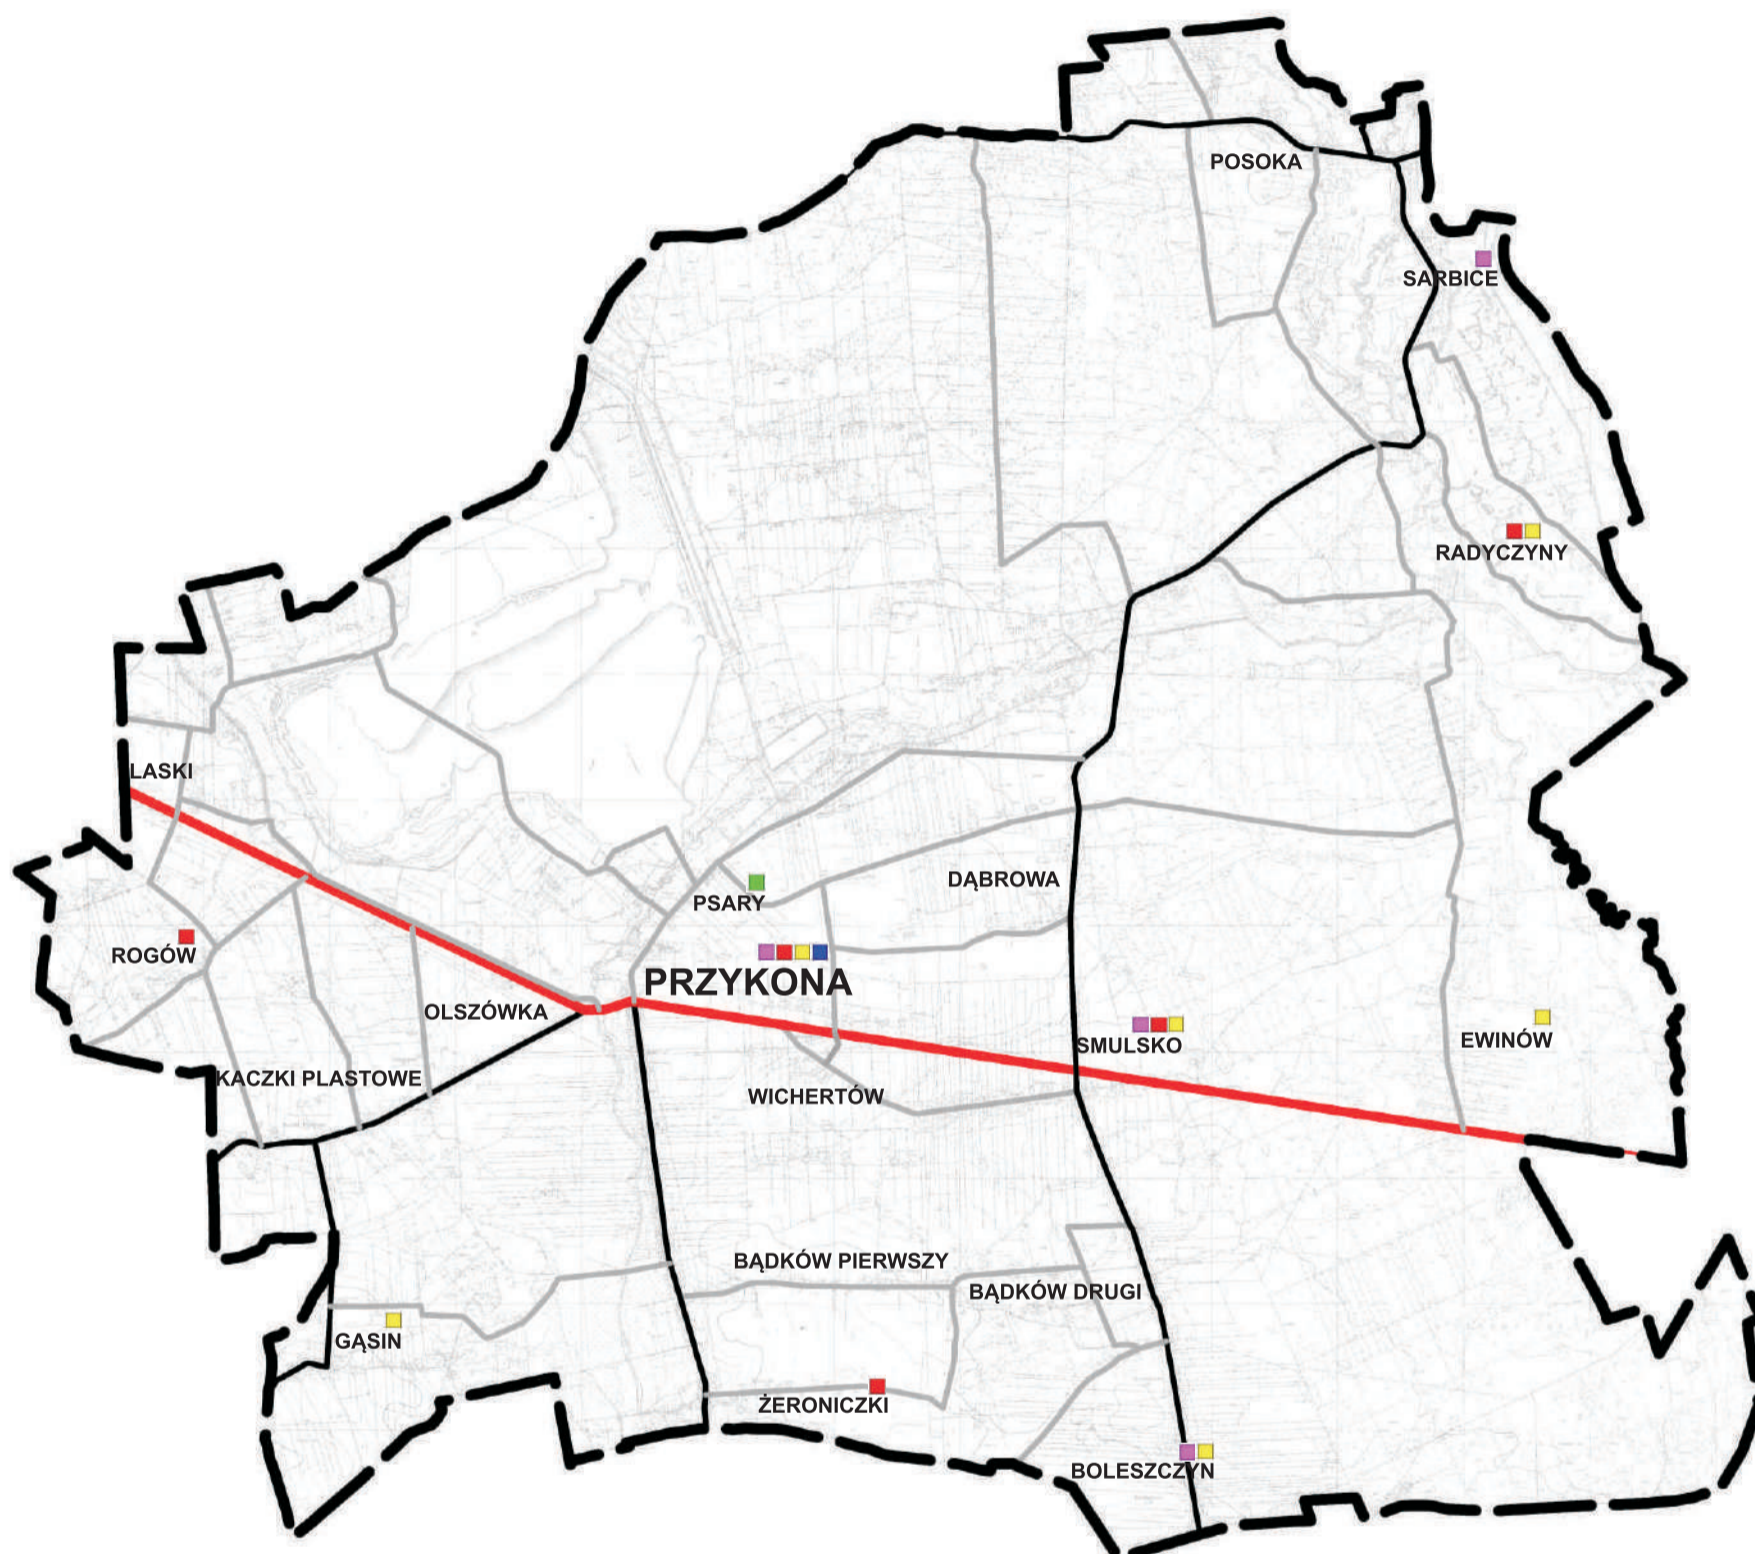 POSOKA
SARBICE
RADYCZYNY
LASKI
DĄBROWA
PSARY
ROGÓW
PRZYKONA
OLSZÓWKA
SMULSKO
EWINÓW
KACZKI PLASTOWE
WICHERTÓW
BĄDKÓW PIERWSZY
BĄDKÓW DRUGI
GĄSIN
ŻERONICZKI
BOLESZCZYN